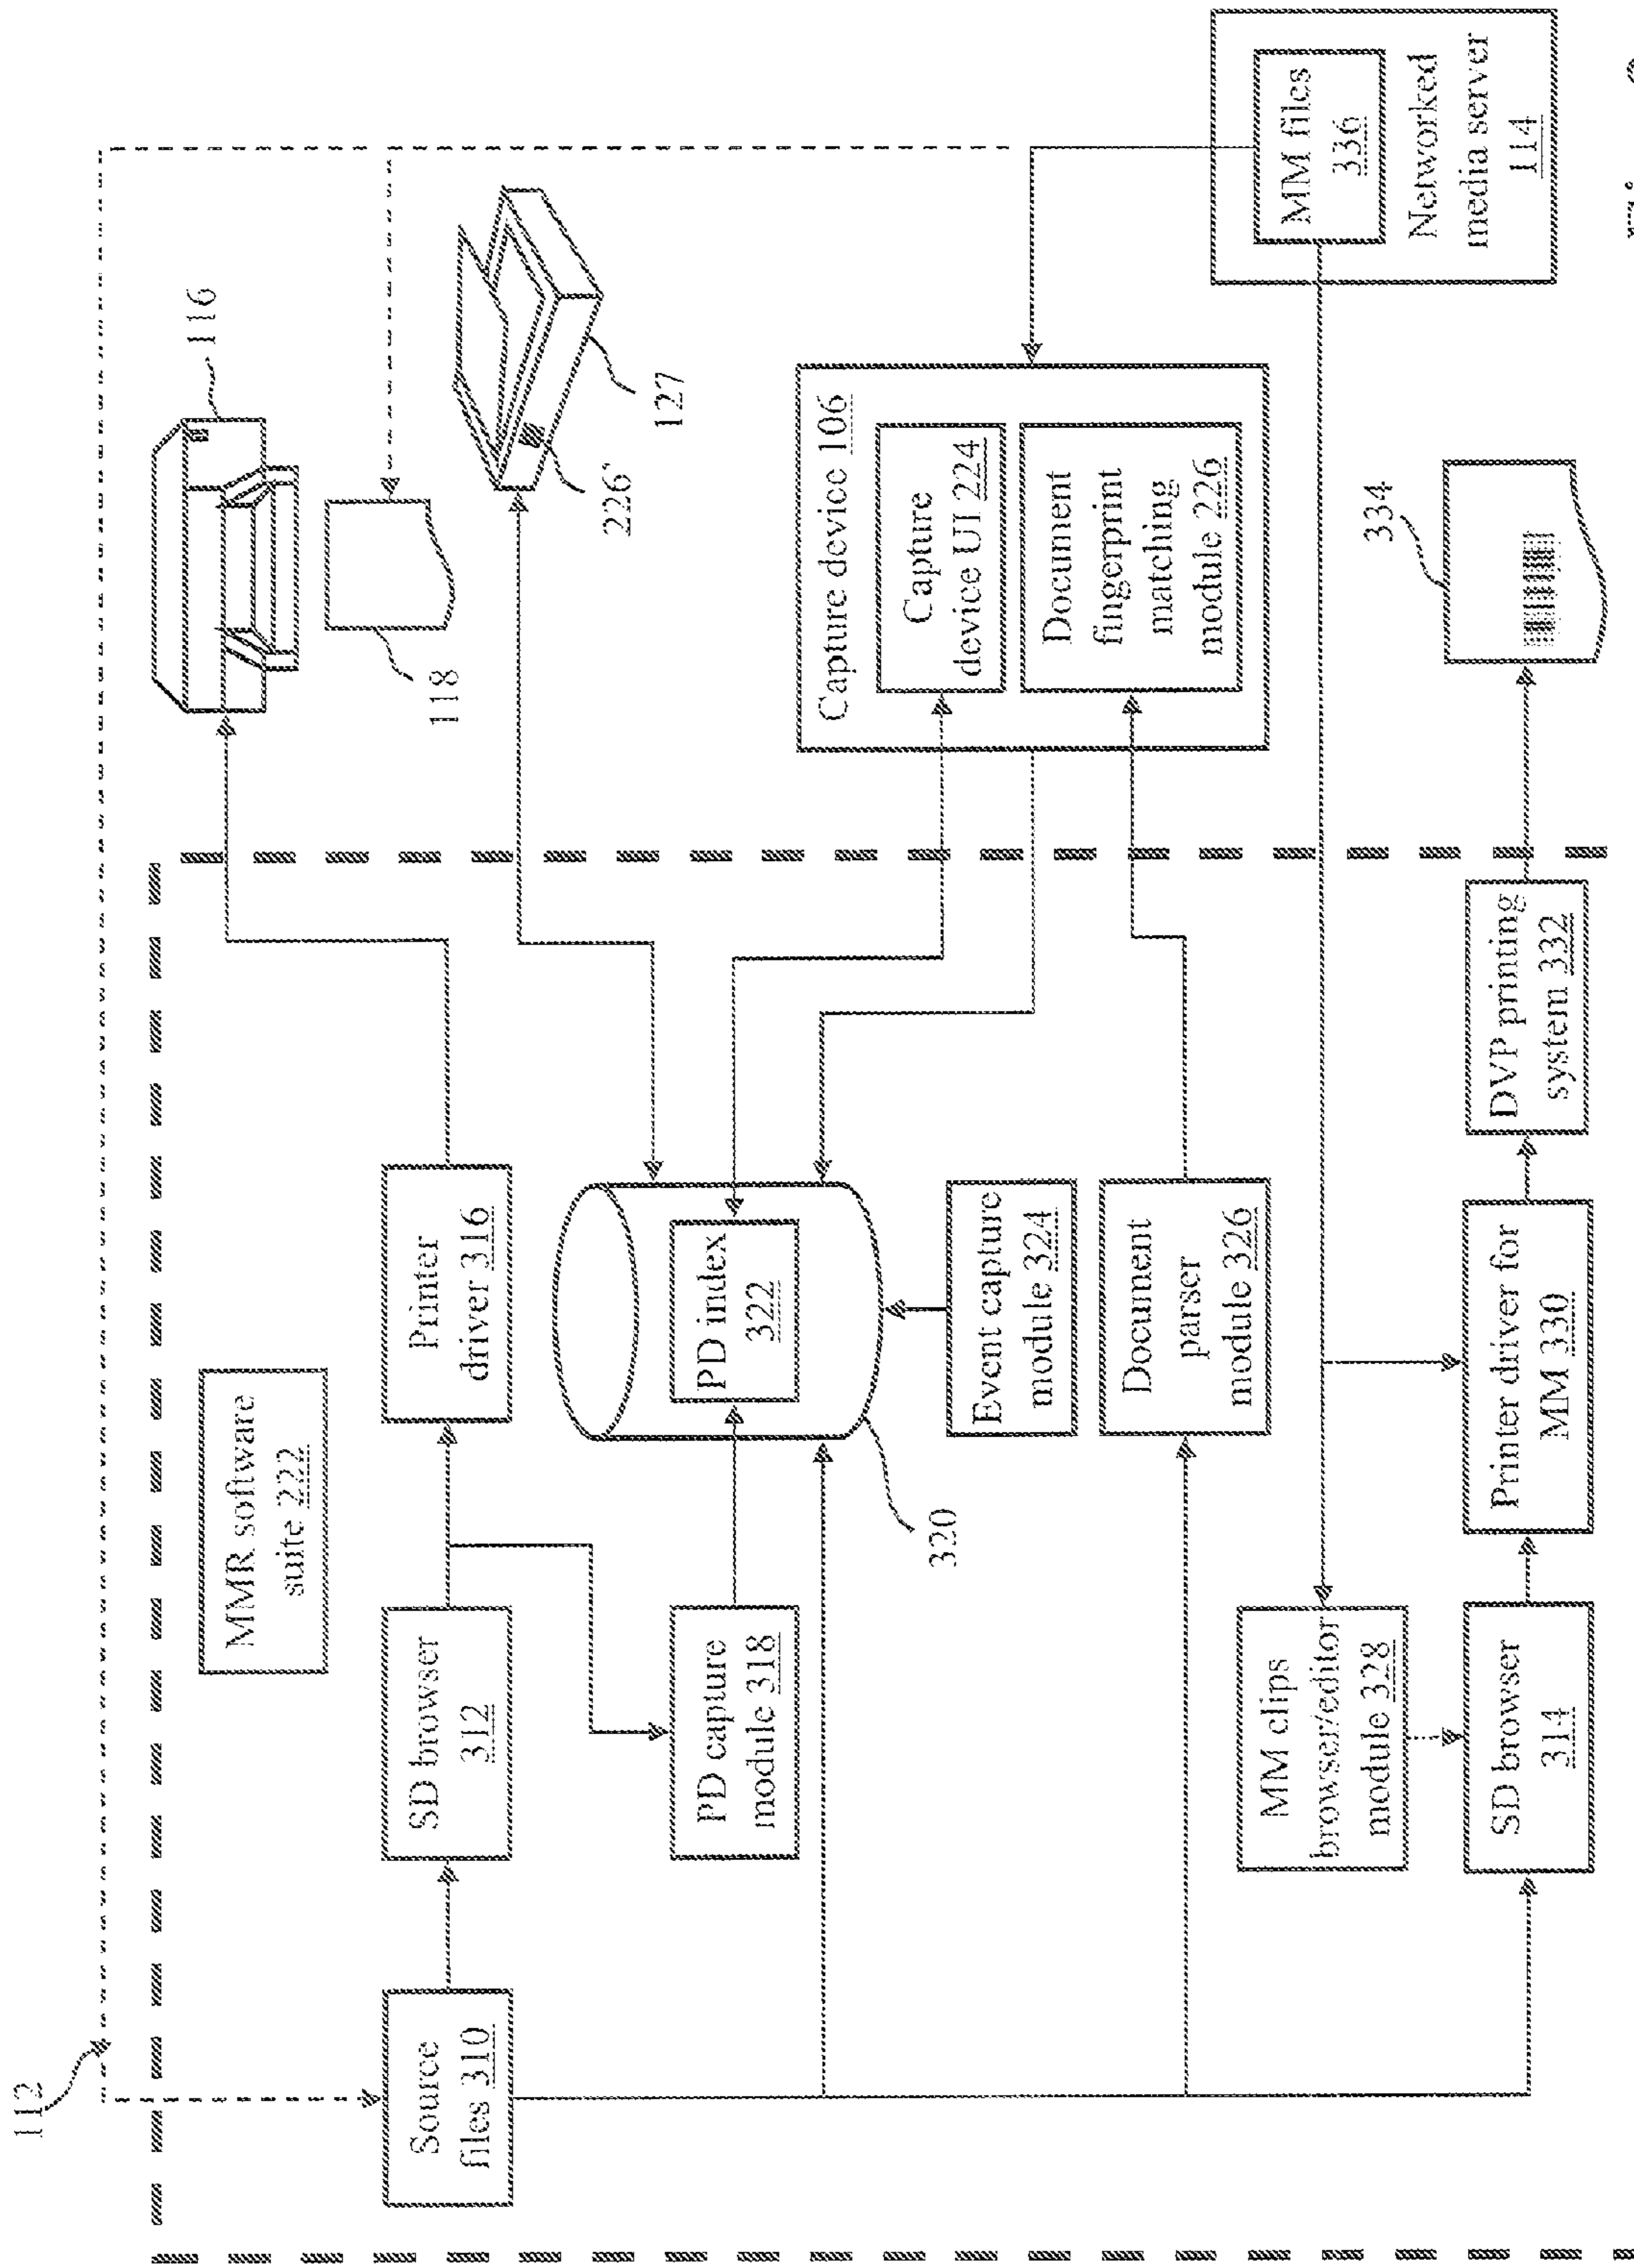 112
MMR software
suite 222
116
118
127
226'
Source
files 310
SD browser
312
Printer
driver 316
PD capture
module 318
PD index
322
320
Event capture
module 324
Document
parser
module 326
Capture device 106
Capture
device UI 224
Document
fingerprint
matching
module 226
MM clips
browser/editor
module 328
SD browser
314
Printer driver for
MM 330
DVP printing
system 332
334
MM files
336
Networked
media server
114